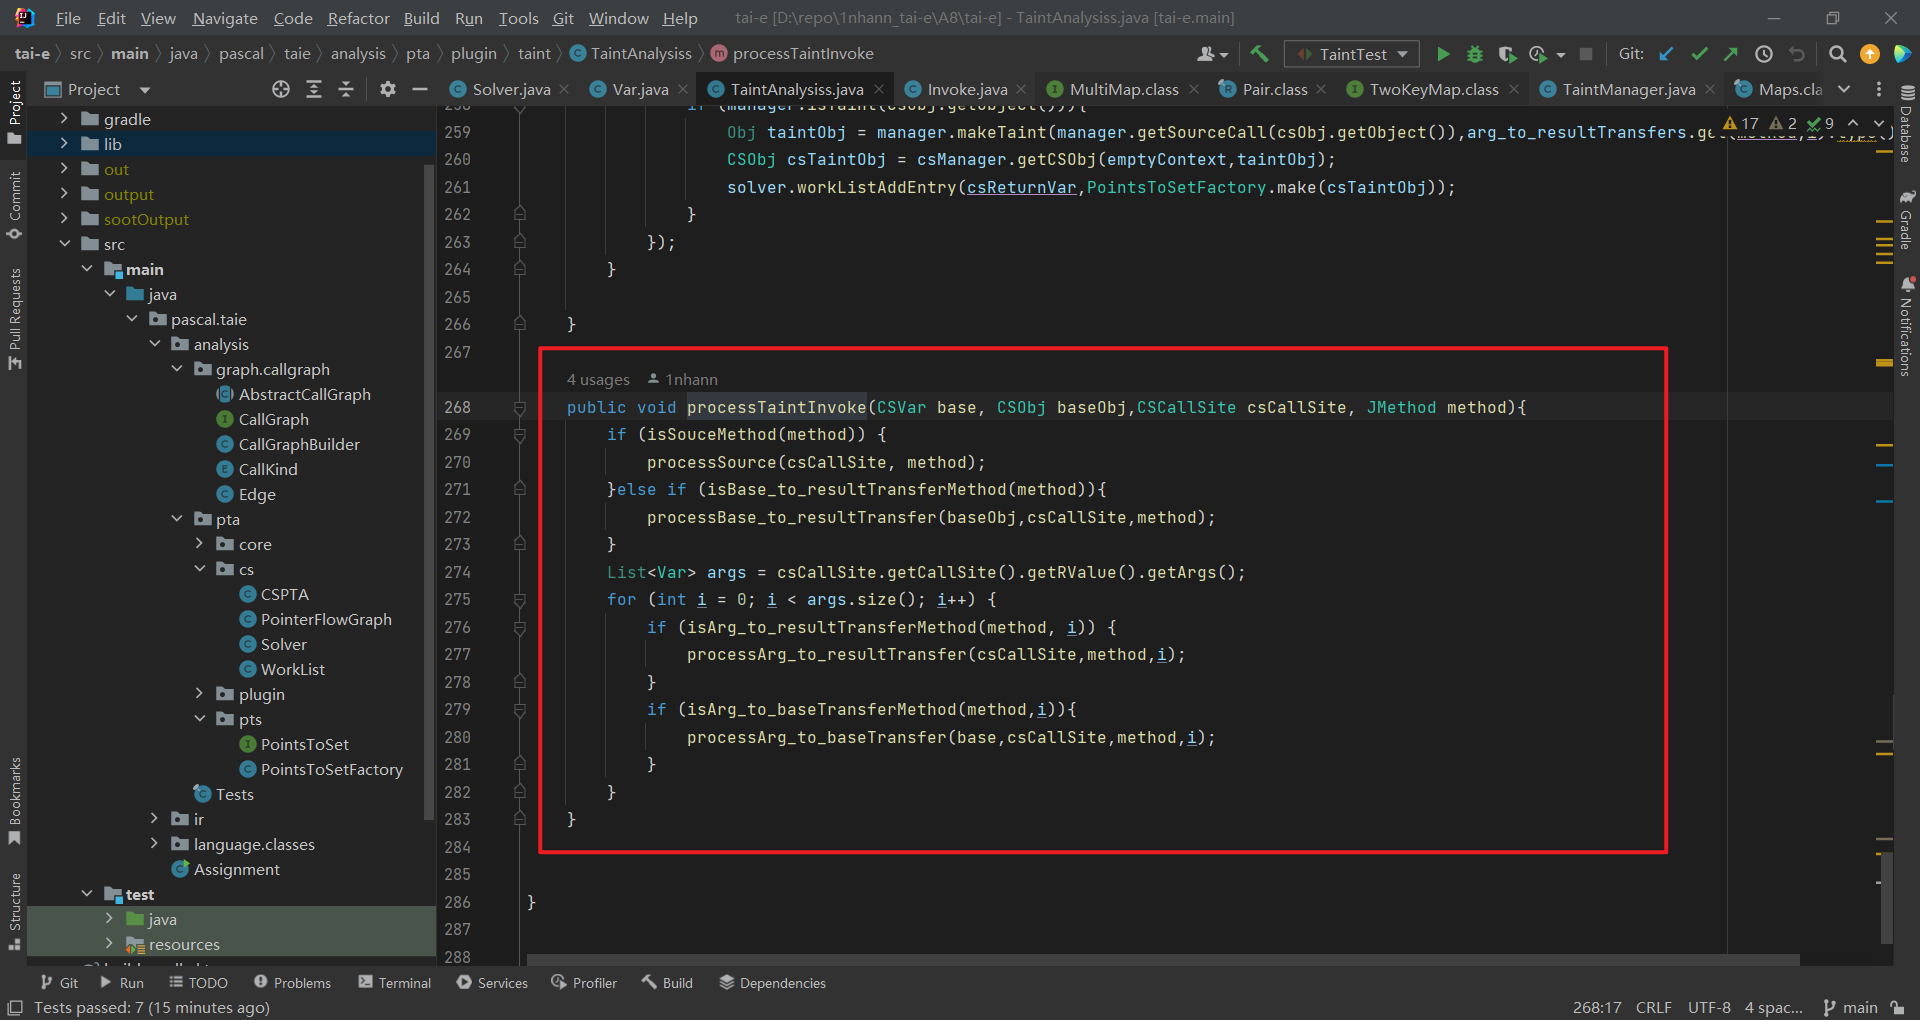 File Edit View Navigate Code Refactor Build Run Tools Git Window Help tai-e [D:\repo\1nhann_tai-e\A8\tai-e] - TaintAnalysiss.java [tai-e.main]
tai-e src main java pascal taie analysis pta plugin taint TaintAnalysiss processTaintInvoke TaintTest Git:
Project Solver.java Var.java TaintAnalysiss.java Invoke.java MultiMap.class Pair.class TwoKeyMap.class TaintManager.java Maps.cla
Project
Commit
Pull Requests
Bookmarks
Structure
gradle
lib
out
output
sootOutput
src
main
java
pascal.taie
analysis
graph.callgraph
AbstractCallGraph
CallGraph
CallGraphBuilder
CallKind
Edge
pta
core
cs
CSPTA
PointerFlowGraph
Solver
WorkList
plugin
pts
PointsToSet
PointsToSetFactory
Tests
ir
language.classes
Assignment
test
java
resources
17 2 9
258 if (manager.isTaint(csObj.getObject())){
259 Obj taintObj = manager.makeTaint(manager.getSourceCall(csObj.getObject()),arg_to_resultTransfers.get(method,i).type()
260 CSObj csTaintObj = csManager.getCSObj(emptyContext,taintObj);
261 solver.workListAddEntry(csReturnVar,PointsToSetFactory.make(csTaintObj));
262 }
263 });
264 }
265
266 }
267
4 usages 1nhann
268 public void processTaintInvoke(CSVar base, CSObj baseObj,CSCallSite csCallSite, JMethod method){
269 if (isSouceMethod(method)) {
270 processSource(csCallSite, method);
271 }else if (isBase_to_resultTransferMethod(method)){
272 processBase_to_resultTransfer(baseObj,csCallSite,method);
273 }
274 List<Var> args = csCallSite.getCallSite().getRValue().getArgs();
275 for (int i = 0; i < args.size(); i++) {
276 if (isArg_to_resultTransferMethod(method, i)) {
277 processArg_to_resultTransfer(csCallSite,method,i);
278 }
279 if (isArg_to_baseTransferMethod(method,i)){
280 processArg_to_baseTransfer(base,csCallSite,method,i);
281 }
282 }
283 }
284
285
286 }
287
288
Database
Gradle
Notifications
Git Run TODO Problems Terminal Services Profiler Build Dependencies
Tests passed: 7 (15 minutes ago) 268:17 CRLF UTF-8 4 spac... main